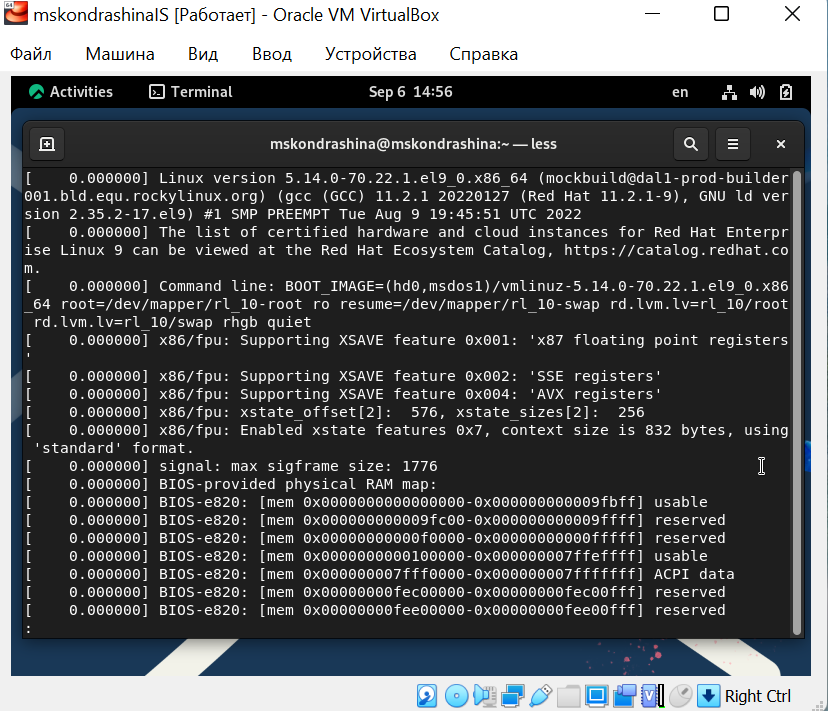 mskondrashinaIS [Работает] - Oracle VM VirtualBox
Файл Машина Вид Ввод Устройства Справка
Activities Terminal Sep 6 14:56 en
mskondrashina@mskondrashina:~ — less
[    0.000000] Linux version 5.14.0-70.22.1.el9_0.x86_64 (mockbuild@dal1-prod-builder
001.bld.equ.rockylinux.org) (gcc (GCC) 11.2.1 20220127 (Red Hat 11.2.1-9), GNU ld ver
sion 2.35.2-17.el9) #1 SMP PREEMPT Tue Aug 9 19:45:51 UTC 2022
[    0.000000] The list of certified hardware and cloud instances for Red Hat Enterpr
ise Linux 9 can be viewed at the Red Hat Ecosystem Catalog, https://catalog.redhat.co
m.
[    0.000000] Command line: BOOT_IMAGE=(hd0,msdos1)/vmlinuz-5.14.0-70.22.1.el9_0.x86
_64 root=/dev/mapper/rl_10-root ro resume=/dev/mapper/rl_10-swap rd.lvm.lv=rl_10/root
 rd.lvm.lv=rl_10/swap rhgb quiet
[    0.000000] x86/fpu: Supporting XSAVE feature 0x001: 'x87 floating point registers
'
[    0.000000] x86/fpu: Supporting XSAVE feature 0x002: 'SSE registers'
[    0.000000] x86/fpu: Supporting XSAVE feature 0x004: 'AVX registers'
[    0.000000] x86/fpu: xstate_offset[2]:  576, xstate_sizes[2]:  256
[    0.000000] x86/fpu: Enabled xstate features 0x7, context size is 832 bytes, using
 'standard' format.
[    0.000000] signal: max sigframe size: 1776
[    0.000000] BIOS-provided physical RAM map:
[    0.000000] BIOS-e820: [mem 0x0000000000000000-0x000000000009fbff] usable
[    0.000000] BIOS-e820: [mem 0x000000000009fc00-0x000000000009ffff] reserved
[    0.000000] BIOS-e820: [mem 0x00000000000f0000-0x00000000000fffff] reserved
[    0.000000] BIOS-e820: [mem 0x0000000000100000-0x000000007ffeffff] usable
[    0.000000] BIOS-e820: [mem 0x000000007fff0000-0x000000007fffffff] ACPI data
[    0.000000] BIOS-e820: [mem 0x00000000fec00000-0x00000000fec00fff] reserved
[    0.000000] BIOS-e820: [mem 0x00000000fee00000-0x00000000fee00fff] reserved
:
Right Ctrl